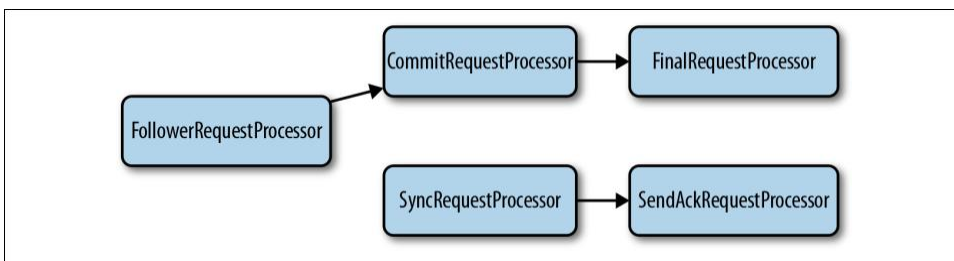 CommitRequestProcessor
FinalRequestProcessor
FollowerRequestProcessor
SyncRequestProcessor
SendAckRequestProcessor